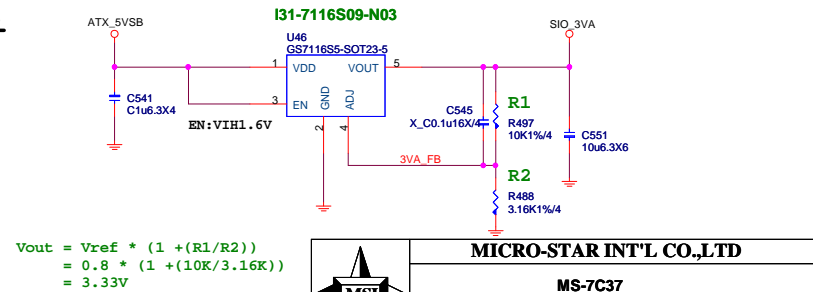 I31-7116S09-N03
ATX_5VSB
SIO_3VA
U46
GS7116S5-SOT23-5
1
VDD
VOUT
5
3
EN
GND
ADJ
2
4
C541
C1u6.3X4
EN:VIH1.6V
C545
X_C0.1u16X/4
R1
R497
10K1%/4
C551
10u6.3X6
3VA_FB
R2
R488
3.16K1%/4
Vout = Vref * (1 +(R1/R2))
= 0.8 * (1 +(10K/3.16K))
= 3.33V
MICRO-STAR INT'L CO.,LTD
MSI
MS-7C37